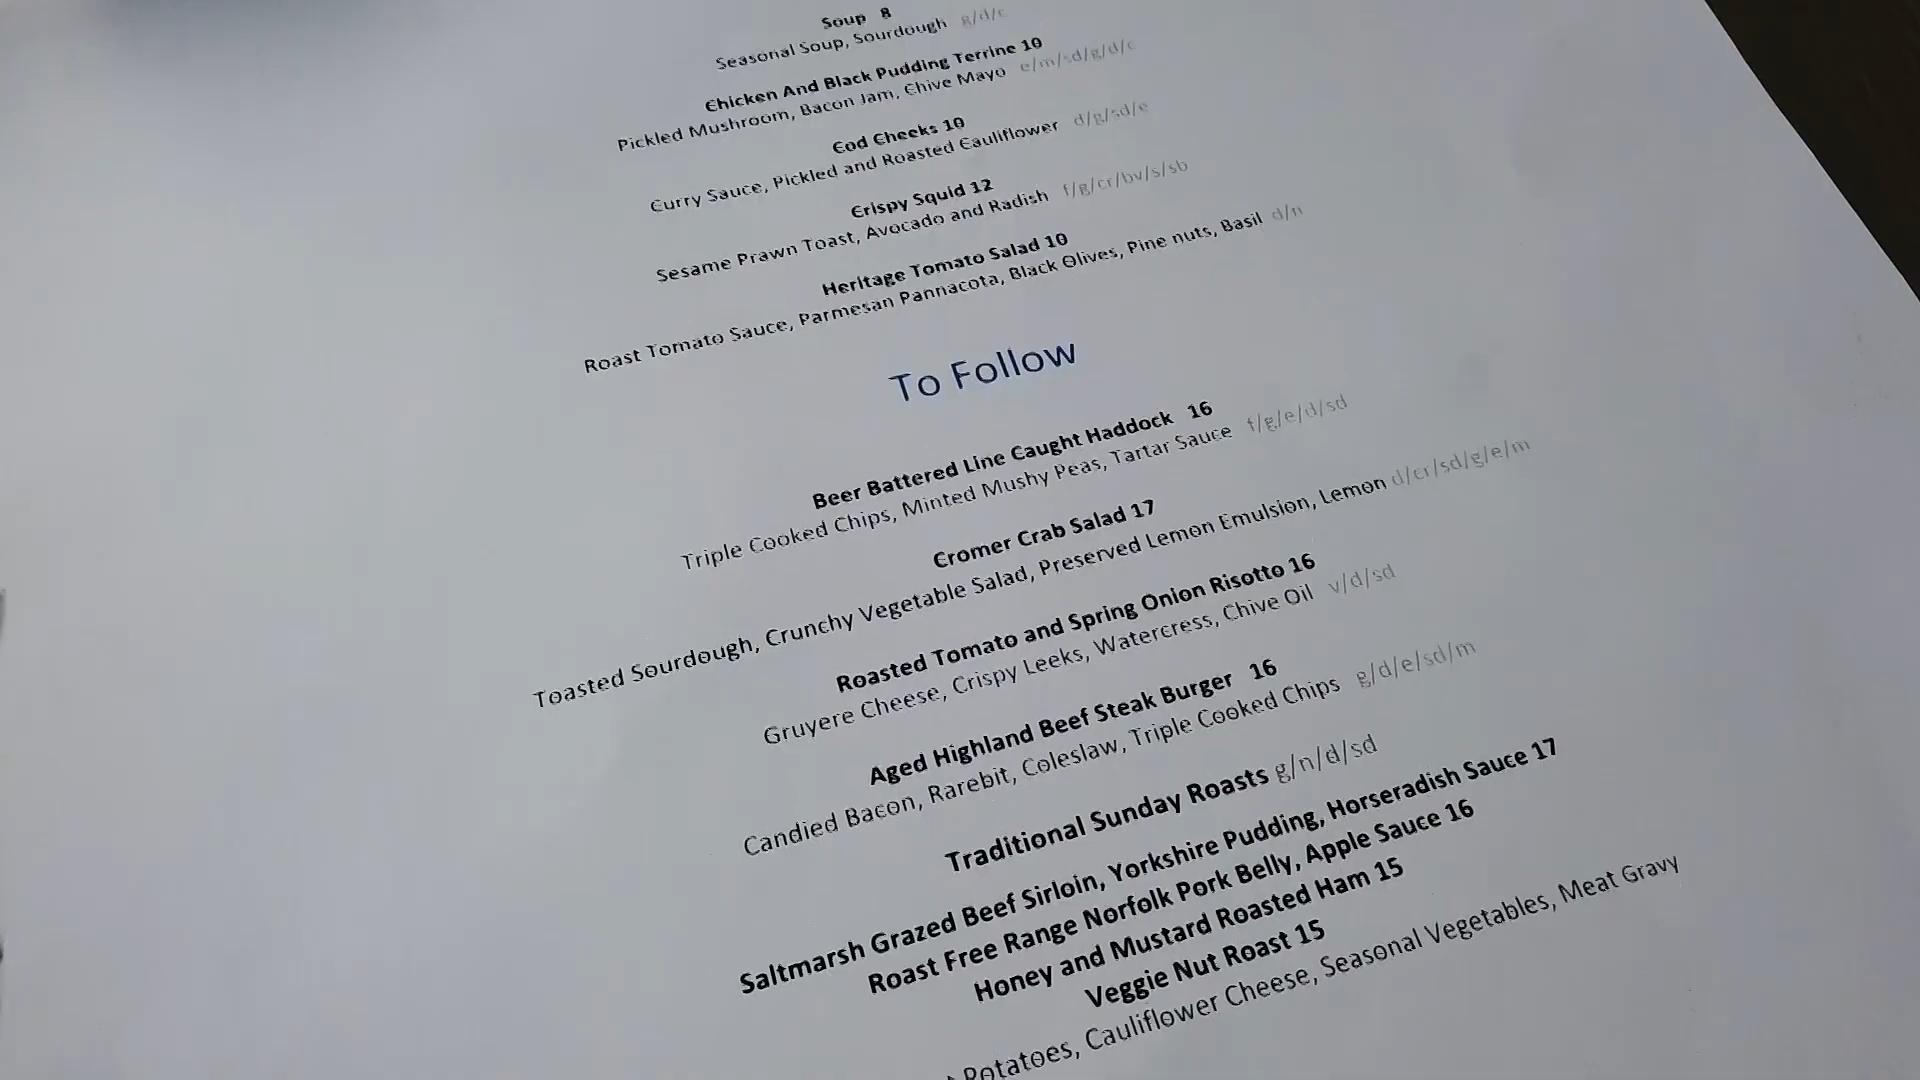 Soup 8
Seasonal Soup, Sourdough g/d/c
Chicken And Black Pudding Terrine 10
Pickled Mushroom, Bacon Jam, Chive Mayo e/m/sd/g/d/c
Cod Cheeks 10
Curry Sauce, Pickled and Roasted Cauliflower d/g/sd/e
Crispy Squid 12
Sesame Prawn Toast, Avocado and Radish f/g/cr/bv/s/sb
Heritage Tomato Salad 10
Roast Tomato Sauce, Parmesan Pannacota, Black Olives, Pine nuts, Basil d/n
To Follow
Beer Battered Line Caught Haddock 16
Triple Cooked Chips, Minted Mushy Peas, Tartar Sauce f/g/e/d/sd
Cromer Crab Salad 17
Toasted Sourdough, Crunchy Vegetable Salad, Preserved Lemon Emulsion, Lemon d/cr/sd/g/e/m
Roasted Tomato and Spring Onion Risotto 16
Gruyere Cheese, Crispy Leeks, Watercress, Chive Oil v/d/sd
Aged Highland Beef Steak Burger 16
Candied Bacon, Rarebit, Coleslaw, Triple Cooked Chips g/d/e/sd/m
Traditional Sunday Roasts g/n/d/sd
Saltmarsh Grazed Beef Sirloin, Yorkshire Pudding, Horseradish Sauce 17
Roast Free Range Norfolk Pork Belly, Apple Sauce 16
Honey and Mustard Roasted Ham 15
Veggie Nut Roast 15
Potatoes, Cauliflower Cheese, Seasonal Vegetables, Meat Gravy